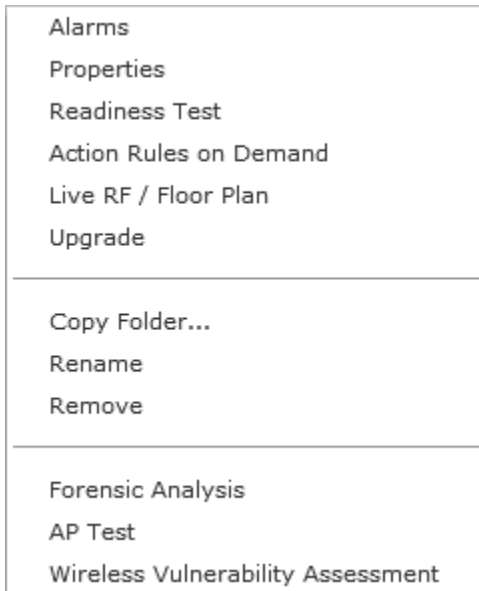 Alarms
Properties
Readiness Test
Action Rules on Demand
Live RF / Floor Plan
Upgrade
Copy Folder...
Rename
Remove
Forensic Analysis
AP Test
Wireless Vulnerability Assessment